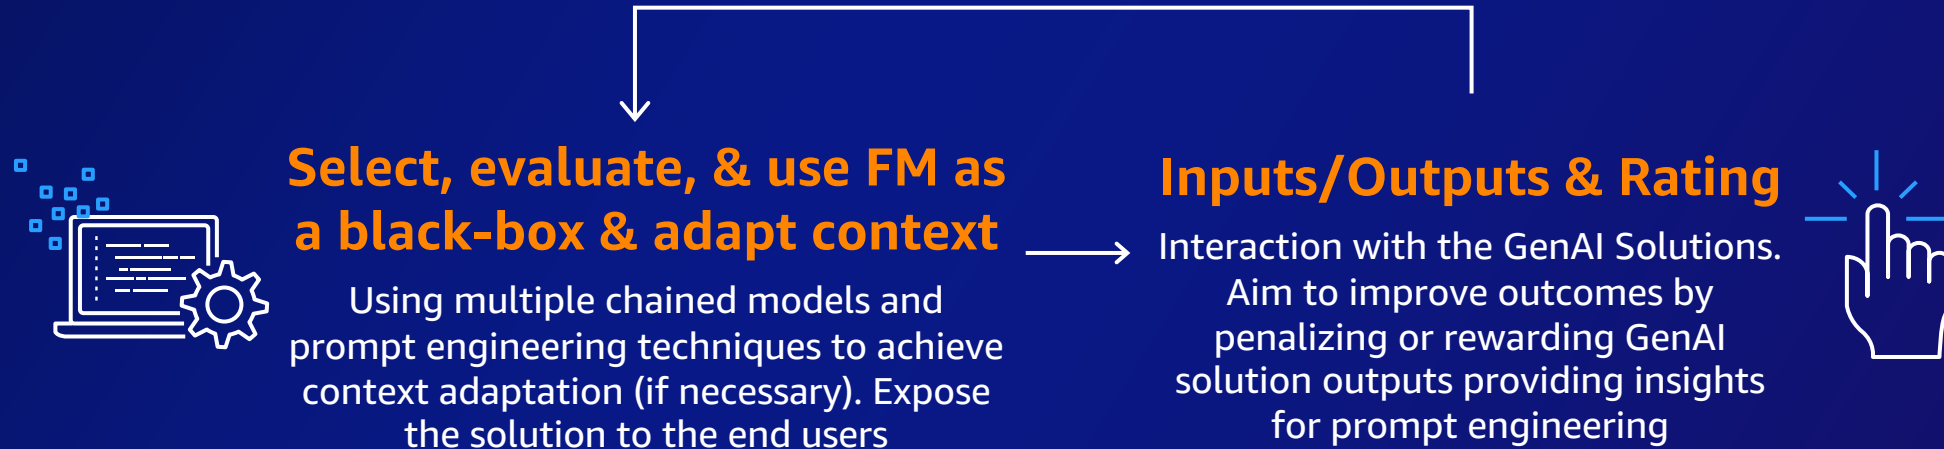 Select, evaluate, & use FM as
a black-box & adapt context
Using multiple chained models and
prompt engineering techniques to achieve
context adaptation (if necessary). Expose
the solution to the end users
Inputs/Outputs & Rating
Interaction with the GenAI Solutions.
Aim to improve outcomes by
penalizing or rewarding GenAI
solution outputs providing insights
for prompt engineering